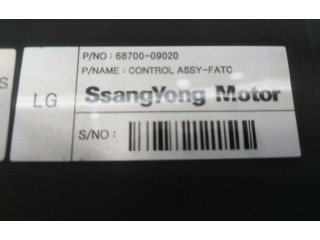 P/NO : 68700-09020
P/NAME : CONTROL ASSY-FATC
S
LG
SsangYong Motor
S/NO :